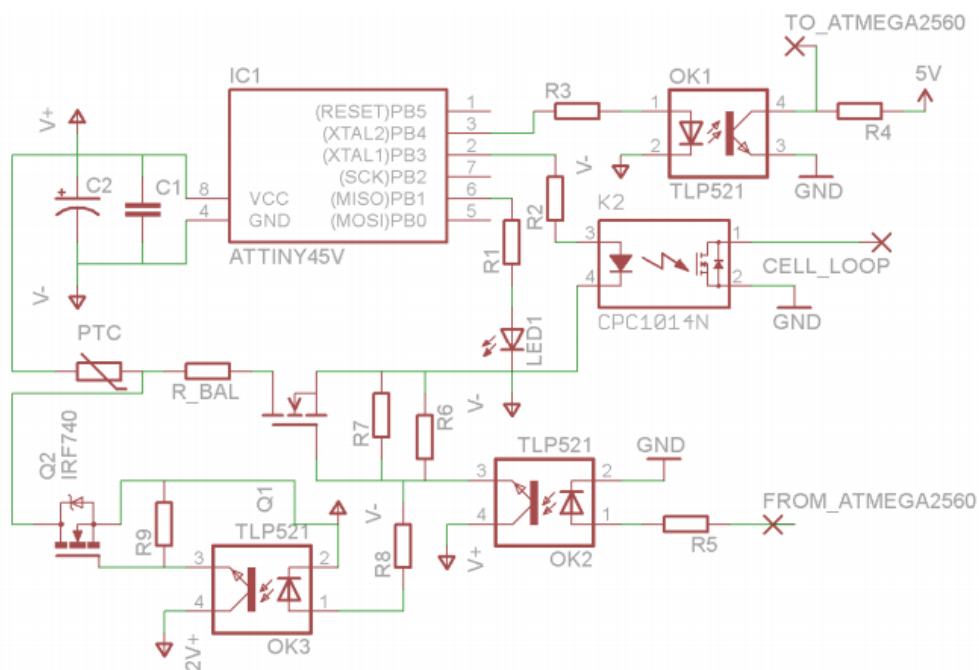 TO_ATMEGA2560
IC1
OK1
5V
V+
(RESET)PB5
1
R3
1
4
(XTAL2)PB4
3
R4
(XTAL1)PB3
2
2
3
C2
C1
(SCK)PB2
7
V-
TLP521
GND
8
VCC
(MISO)PB1
6
R2
K2
4
GND
(MOSI)PB0
5
ATTINY45V
R1
3
1
CELL_LOOP
V-
4
2
CPC1014N
GND
PTC
LED1
R_BAL
V-
R7
R6
TLP521
GND
Q2
IRF740
3
2
FROM_ATMEGA2560
Q1
V-
4
1
R5
R9
TLP521
V+
OK2
3
2
R8
4
1
2V+
OK3